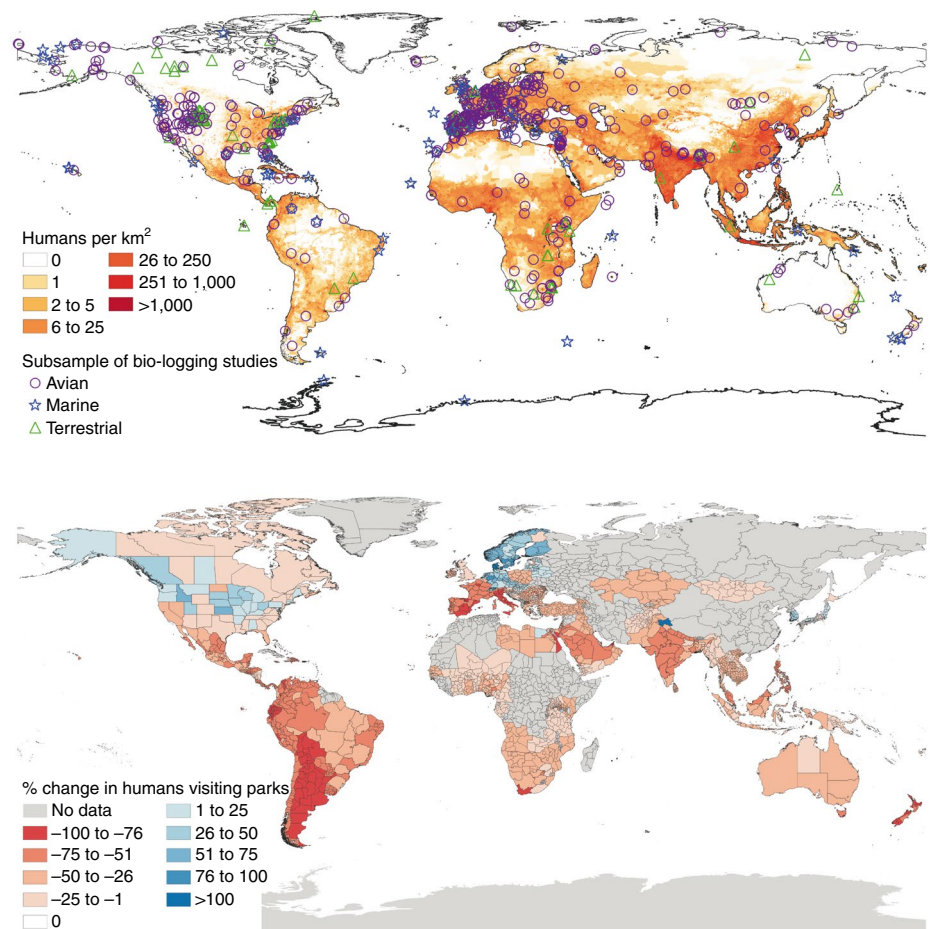 Humans per km²
0
1
2 to 5
6 to 25
26 to 250
251 to 1,000
>1,000
Subsample of bio-logging studies
Avian
Marine
Terrestrial
% change in humans visiting parks
No data
–100 to –76
–75 to –51
–50 to –26
–25 to –1
0
1 to 25
26 to 50
51 to 75
76 to 100
>100